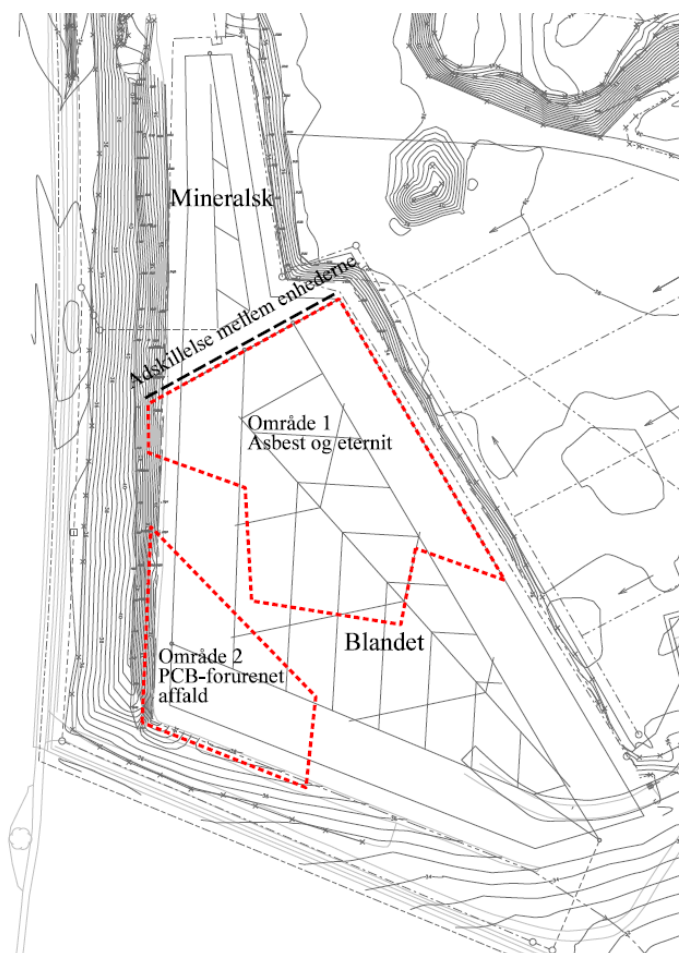 Mineralsk
Adskillelse mellem enhederne
Område 1
Asbest og eternit
Blandet
Område 2
PCB-forurenet
affald